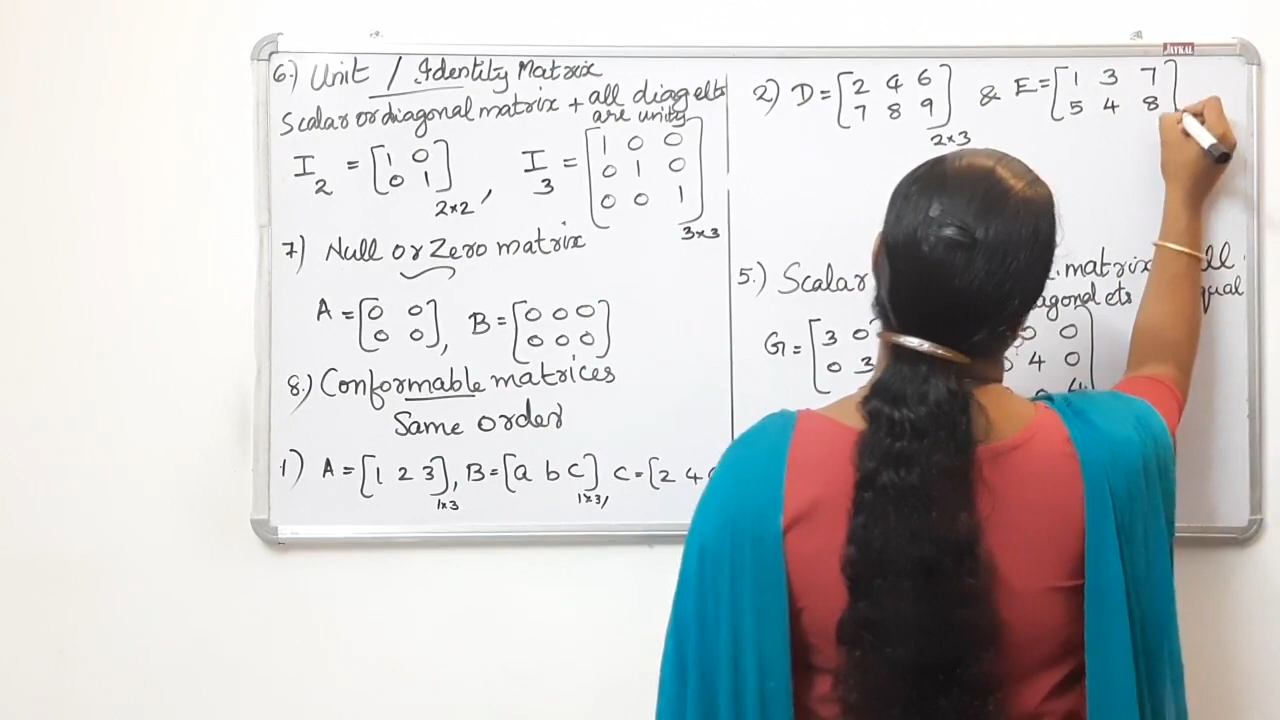 6.) Unit / Identity Matrix
Scalar or diagonal matrix + all diag elts
are unity
I2 = [1 0
0 1] 2×2 , I3 = [1 0 0
0 1 0
0 0 1] 3×3
7) Null or Zero matrix
A = [0 0
0 0] , B = [0 0 0
0 0 0]
8.) Conformable matrices
Same order
1) A = [1 2 3] 1×3 , B = [a b c] 1×3 , C = [2 4
2) D = [2 4 6
7 8 9] 2×3 & E = [1 3 7
5 4 8]
5.) Scalar matrix
G = [3 0
0 3
0 0
4 0
JAYKAL